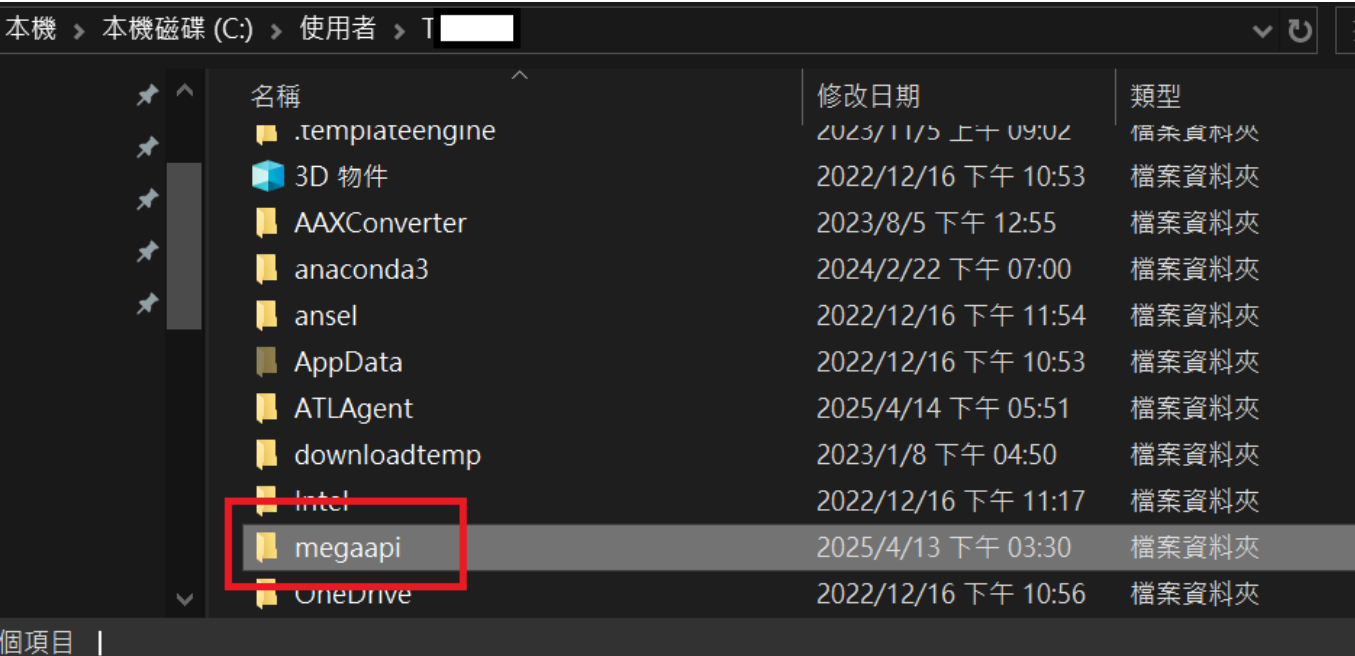 本機 > 本機磁碟 (C:) > 使用者 > T
名稱 修改日期 類型
.templateengine 2023/11/5 上午 09:02 檔案資料夾
3D 物件 2022/12/16 下午 10:53 檔案資料夾
AAXConverter 2023/8/5 下午 12:55 檔案資料夾
anaconda3 2024/2/22 下午 07:00 檔案資料夾
ansel 2022/12/16 下午 11:54 檔案資料夾
AppData 2022/12/16 下午 10:53 檔案資料夾
ATLAgent 2025/4/14 下午 05:51 檔案資料夾
downloadtemp 2023/1/8 下午 04:50 檔案資料夾
Intel 2022/12/16 下午 11:17 檔案資料夾
megaapi 2025/4/13 下午 03:30 檔案資料夾
OneDrive 2022/12/16 下午 10:56 檔案資料夾
個項目